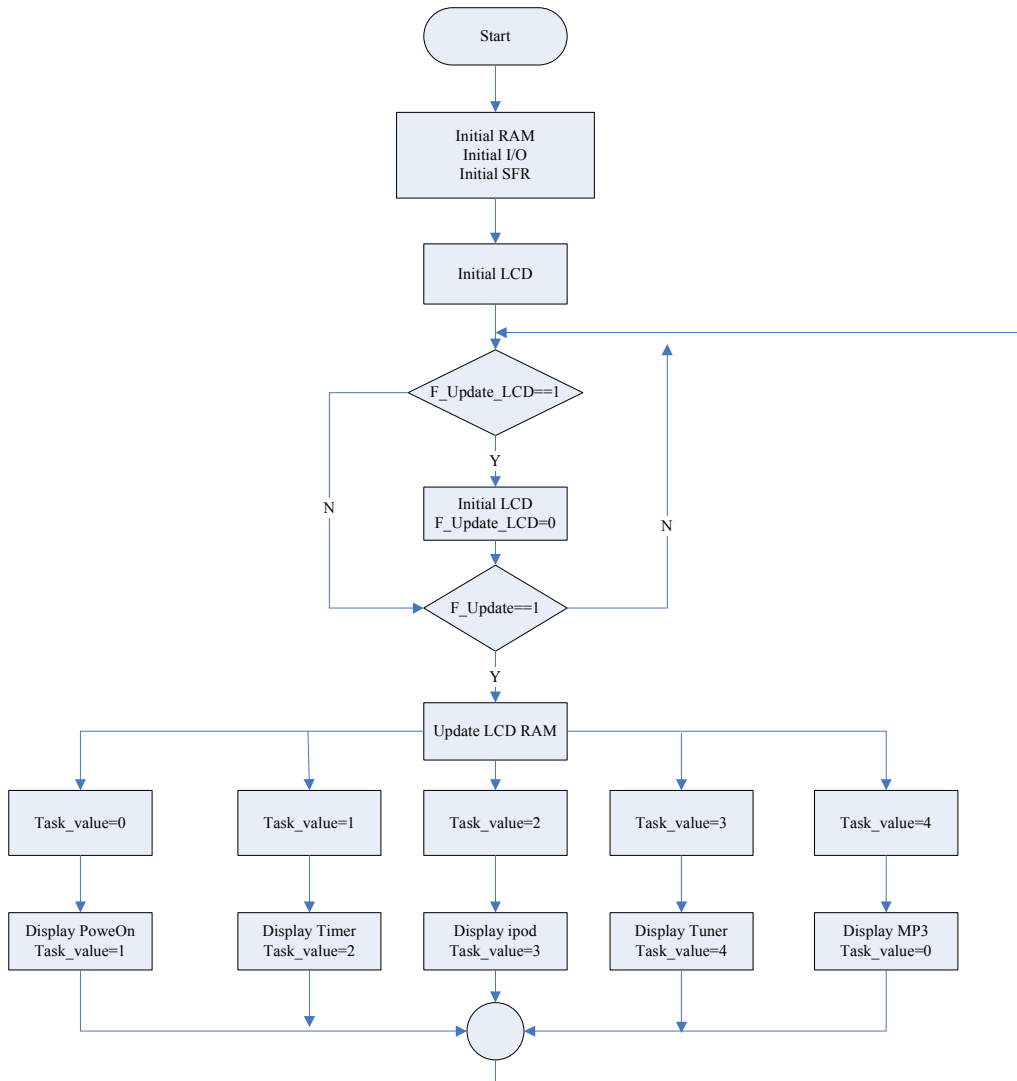 Start
Initial RAM
Initial I/O
Initial SFR
Initial LCD
F_Update_LCD==1
Y
N
Initial LCD
F_Update_LCD=0
N
F_Update==1
Y
Update LCD RAM
Task_value=0
Task_value=1
Task_value=2
Task_value=3
Task_value=4
Display PoweOn
Task_value=1
Display Timer
Task_value=2
Display ipod
Task_value=3
Display Tuner
Task_value=4
Display MP3
Task_value=0